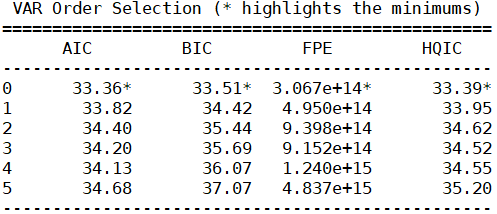 VAR Order Selection (* highlights the minimums)
==================================================
AIC BIC FPE HQIC
--------------------------------------------------
0 33.36* 33.51* 3.067e+14* 33.39*
1 33.82 34.42 4.950e+14 33.95
2 34.40 35.44 9.398e+14 34.62
3 34.20 35.69 9.152e+14 34.52
4 34.13 36.07 1.240e+15 34.55
5 34.68 37.07 4.837e+15 35.20
--------------------------------------------------